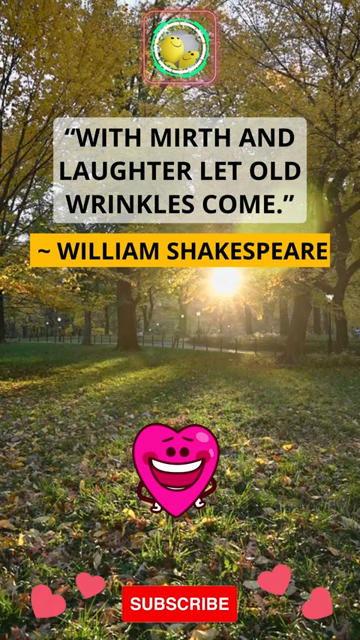 “WITH MIRTH AND
LAUGHTER LET OLD
WRINKLES COME.”
~ WILLIAM SHAKESPEARE
SUBSCRIBE